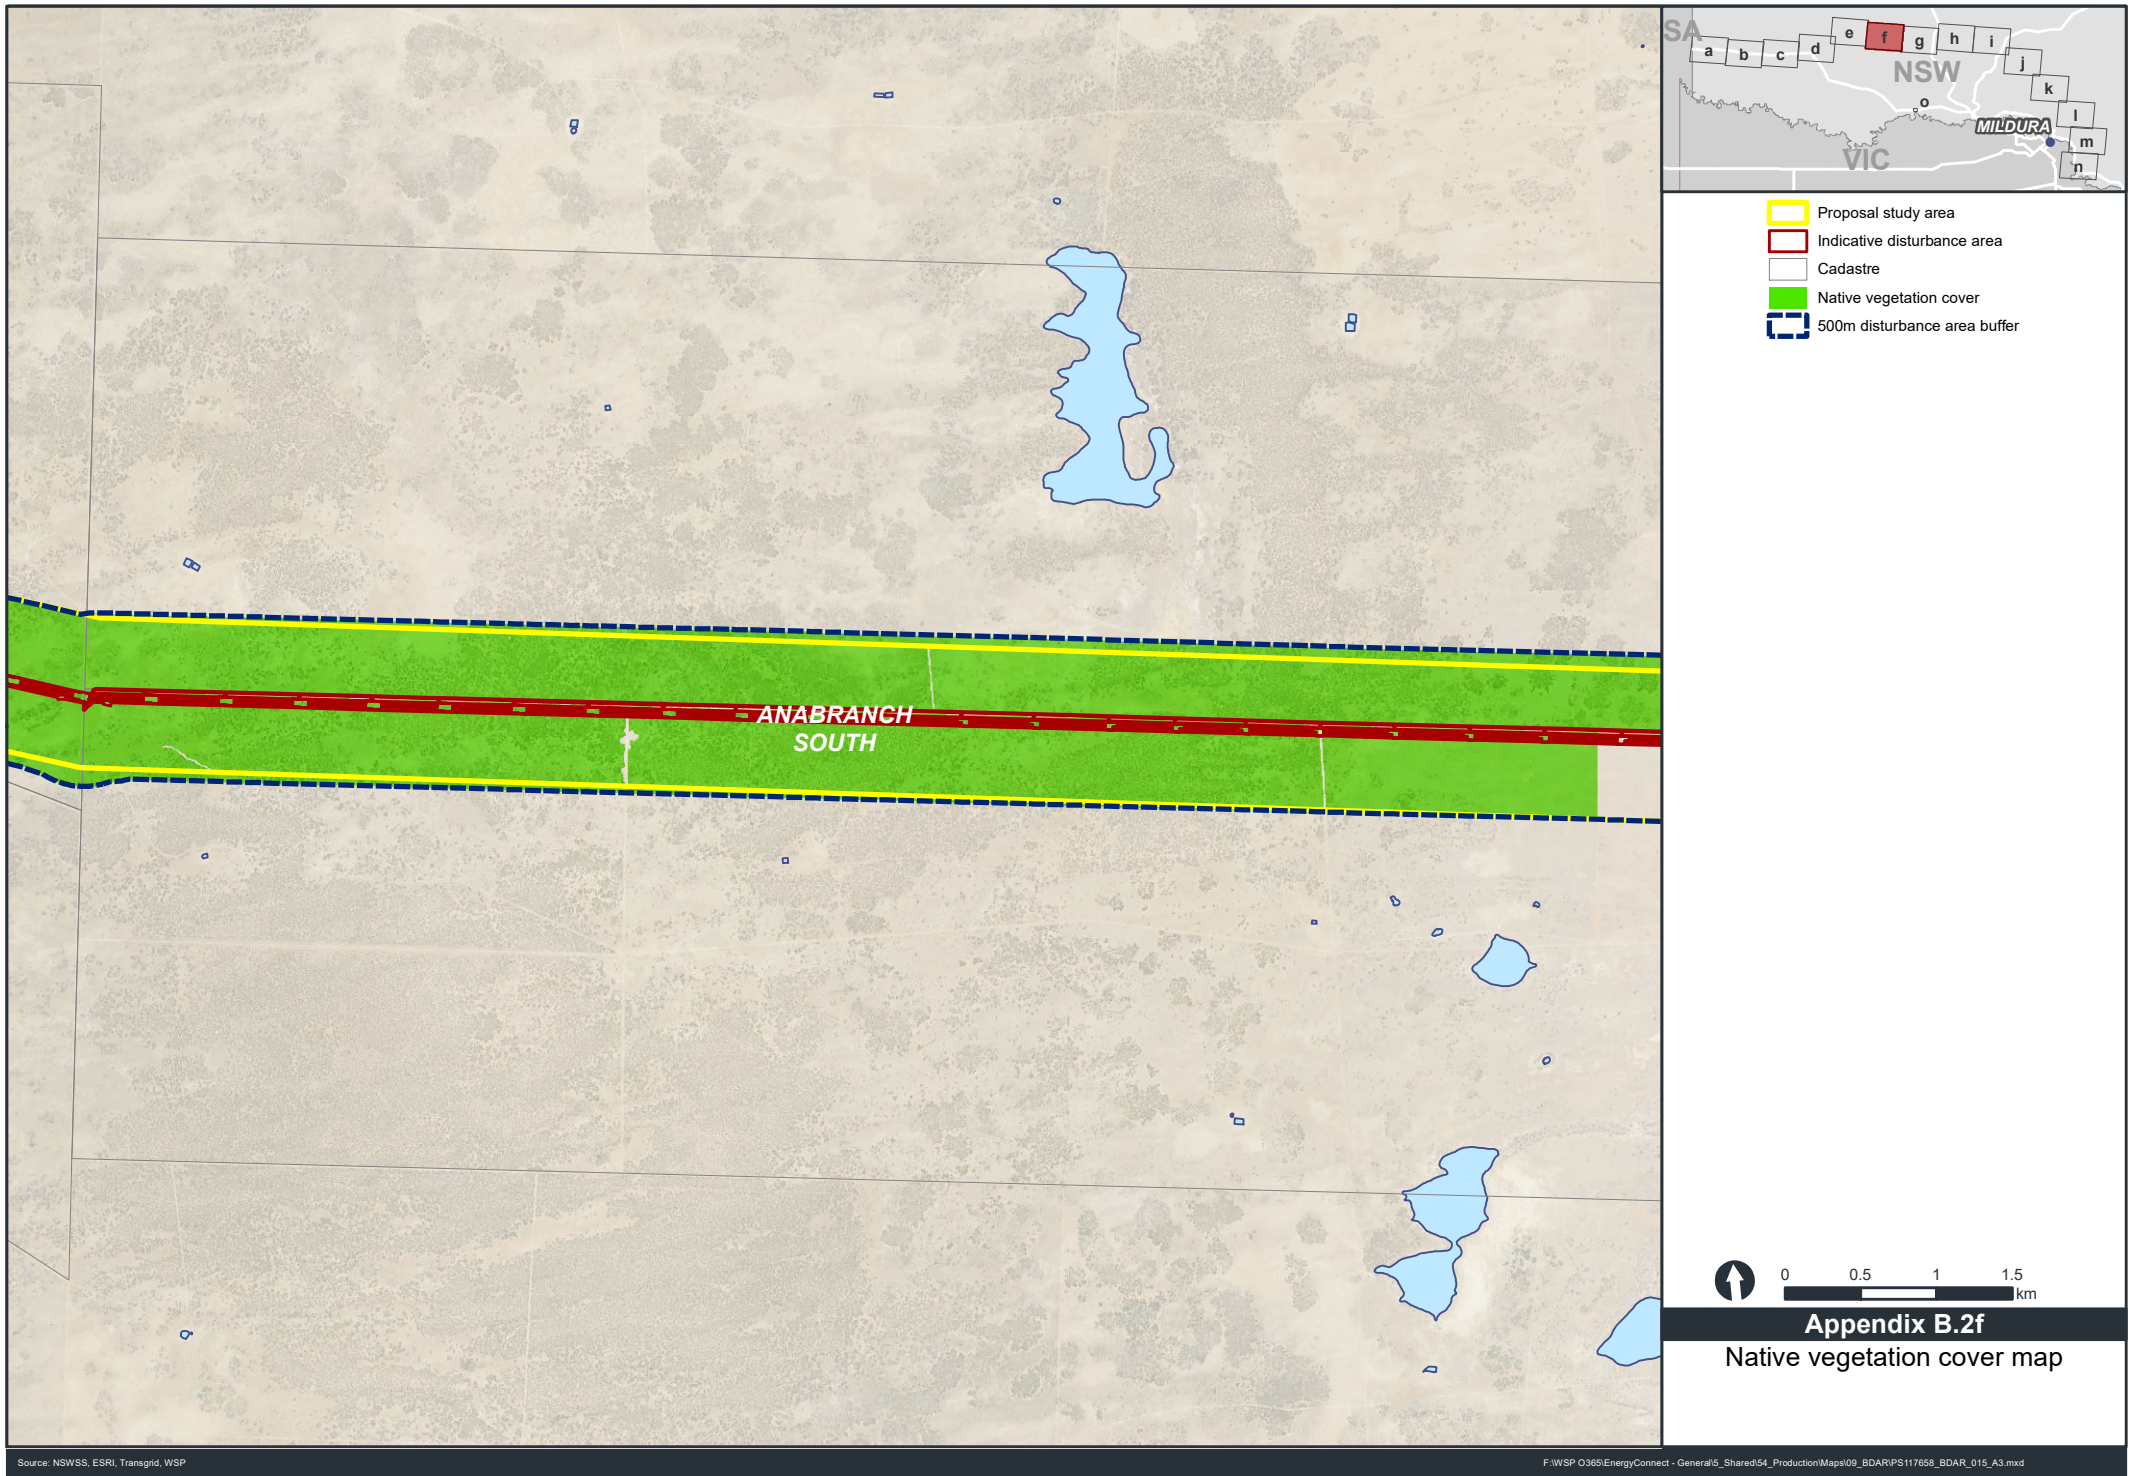 SA
a
b
c
d
e
f
g
h
i
j
k
l
m
n
o
NSW
MILDURA
VIC
Proposal study area
Indicative disturbance area
Cadastre
Native vegetation cover
500m disturbance area buffer
ANABRANCH
SOUTH
0 0.5 1 1.5
km
Appendix B.2f
Native vegetation cover map
Source: NSWSS, ESRI, Transgrid, WSP
F:\WSP O365\EnergyConnect - General\5_Shared\54_Production\Maps\09_BDAR\PS117658_BDAR_015_A3.mxd